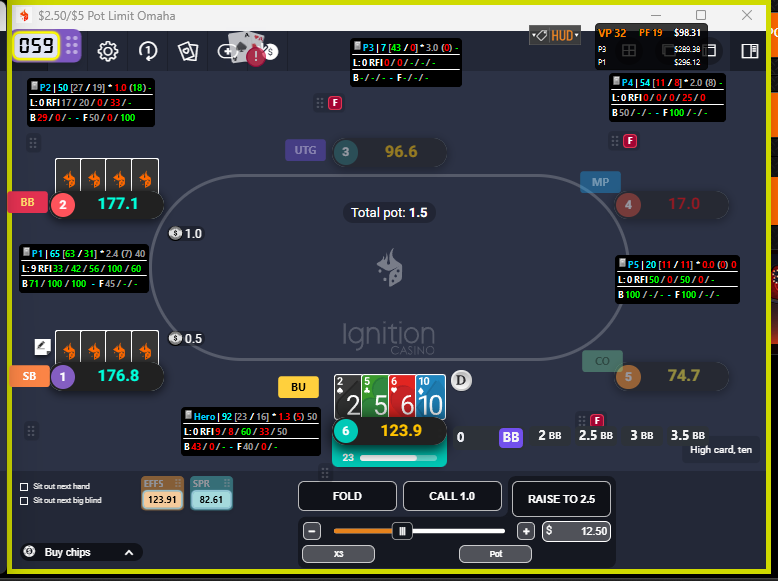 $2.50/$5 Pot Limit Omaha
059
HUD
VP 32 PF 19 $98.31
P3 $289.38
P1 $296.12
P3 | 7 [43 / 0] * 3.0 (0) -
L: 0 RFI 0 / 0 / - / - / -
B - / - / - - F - / - / -
P2 | 50 [27 / 19] * 1.0 (18) -
L: 0 RFI 17 / 20 / 0 / 33 / -
B 29 / 0 / - - F 50 / 0 / 100
P4 | 54 [11 / 8] * 2.0 (8) -
L: 0 RFI 0 / 0 / 0 / 25 / 0
B 50 / - / - F 100 / - / -
F
F
UTG
3
96.6
MP
4
17.0
BB
2
177.1
Total pot: 1.5
1.0
P1 | 65 [63 / 31] * 2.4 (7) 40
L: 9 RFI 33 / 42 / 56 / 100 / 60
B 71 / 100 / 100 - F 45 / - / -
P5 | 20 [11 / 11] * 0.0 (0) 0
L: 0 RFI 50 / 0 / 50 / 0 / -
B 100 / - / - - F 100 / - / -
Ignition
CASINO
0.5
SB
1
176.8
CO
5
74.7
BU
2 5 6 10
2 5 6 10
D
Hero | 92 [23 / 16] * 1.3 (5) 50
L: 0 RFI 9 / 8 / 60 / 33 / 50
B 43 / 0 / - - F 40 / 0 / -
6
123.9
23
F
0 BB 2 BB 2.5 BB 3 BB 3.5 BB
High card, ten
Sit out next hand
Sit out next big blind
EFFS
123.91
SPR
82.61
FOLD
CALL 1.0
RAISE TO 2.5
$ 12.50
X3
Pot
Buy chips